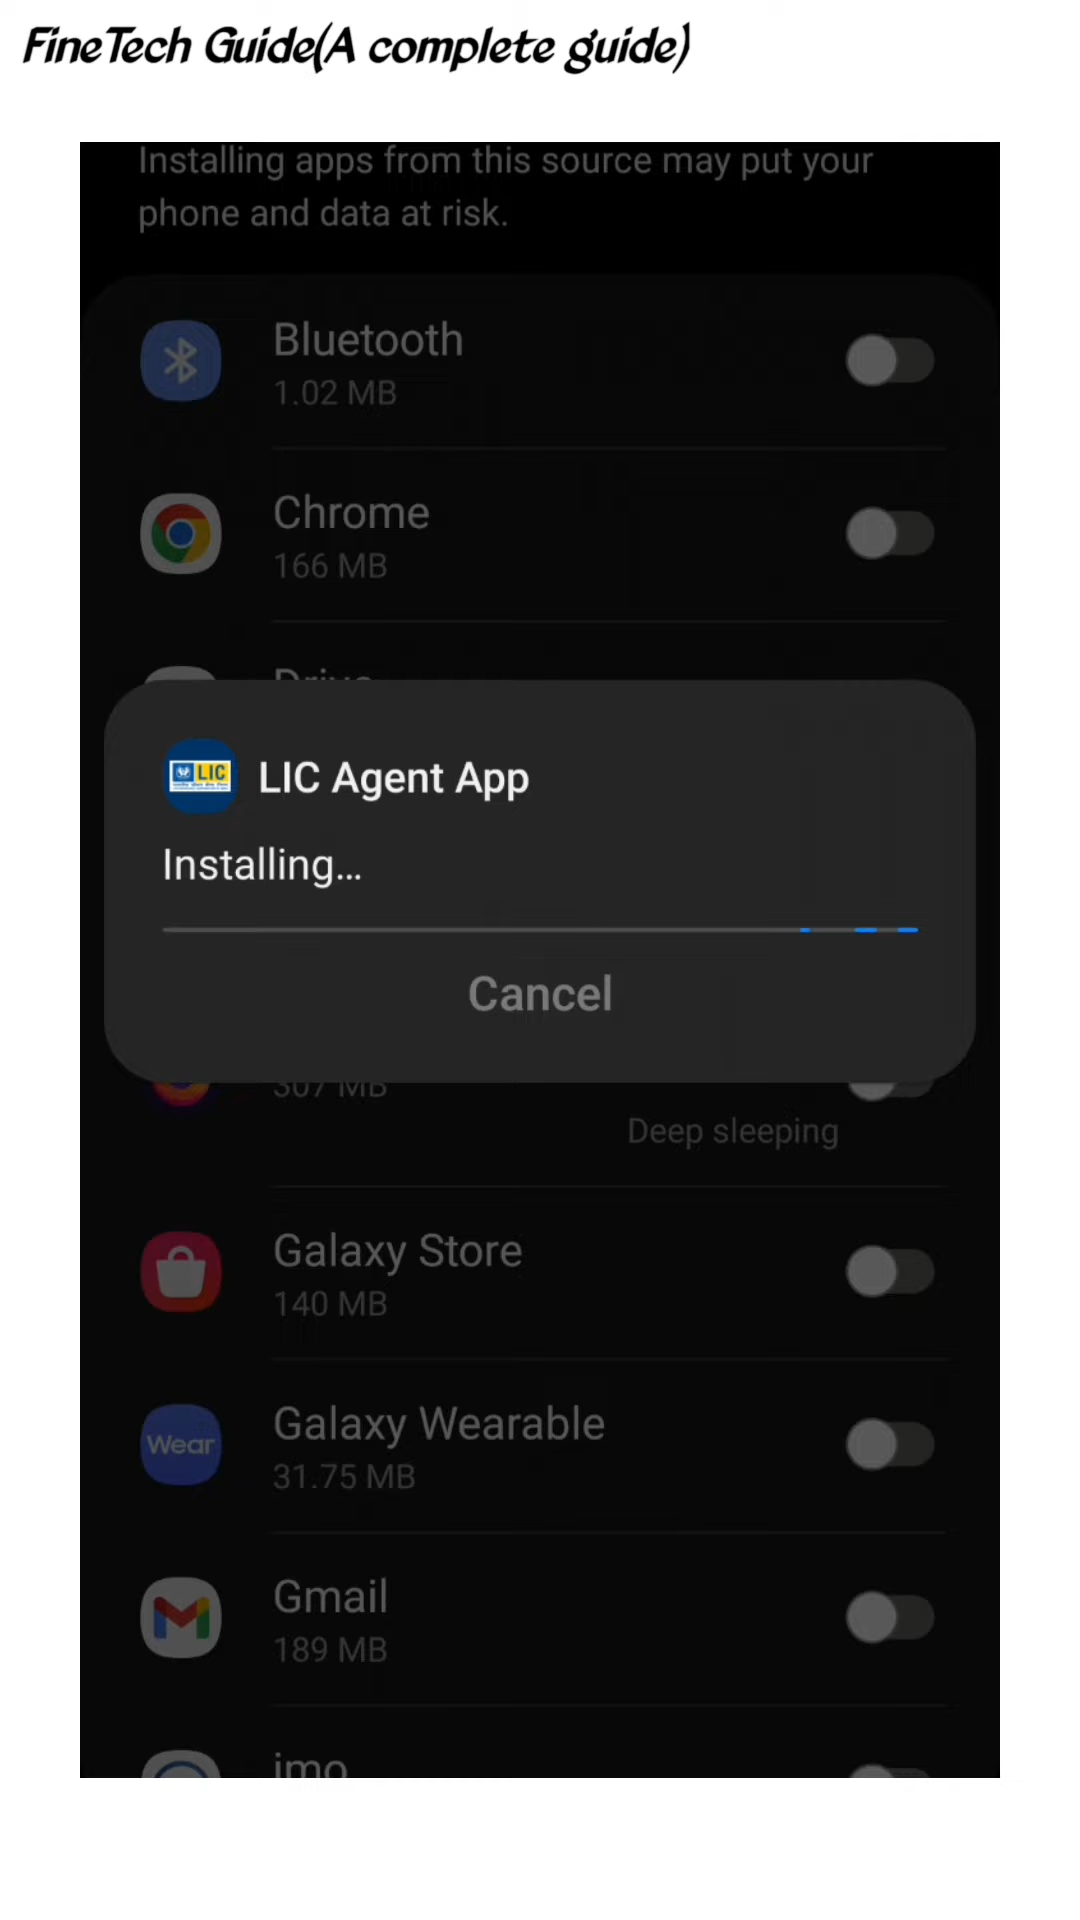 FineTech Guide(A complete guide)
Installing apps from this source may put your
phone and data at risk.
Bluetooth
1.02 MB
Chrome
166 MB
Drive
LIC
LIC Agent App
Installing...
Cancel
307 MB
Deep sleeping
Galaxy Store
140 MB
Wear
Galaxy Wearable
31.75 MB
Gmail
189 MB
imo